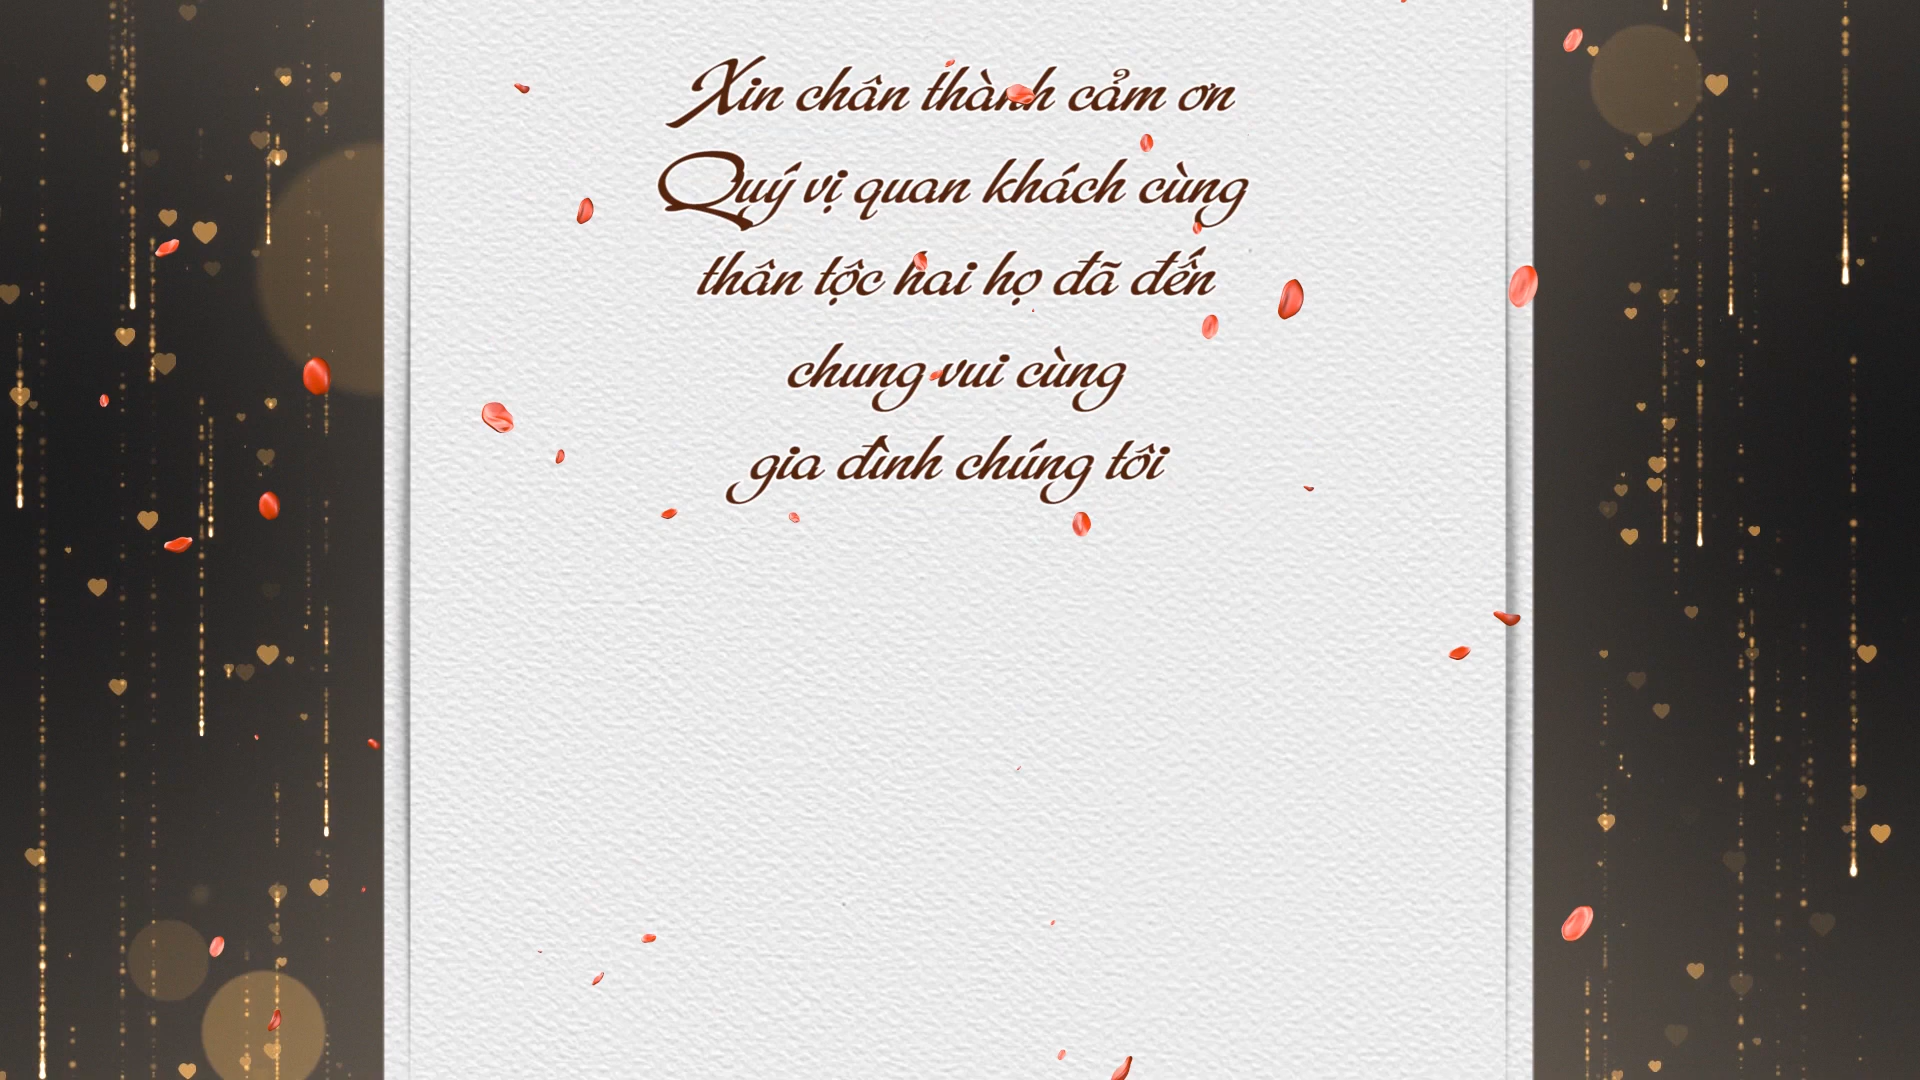 Xin chân thành cảm ơn
Quý vị quan khách cùng
thân tộc hai họ đã đến
chung vui cùng
gia đình chúng tôi